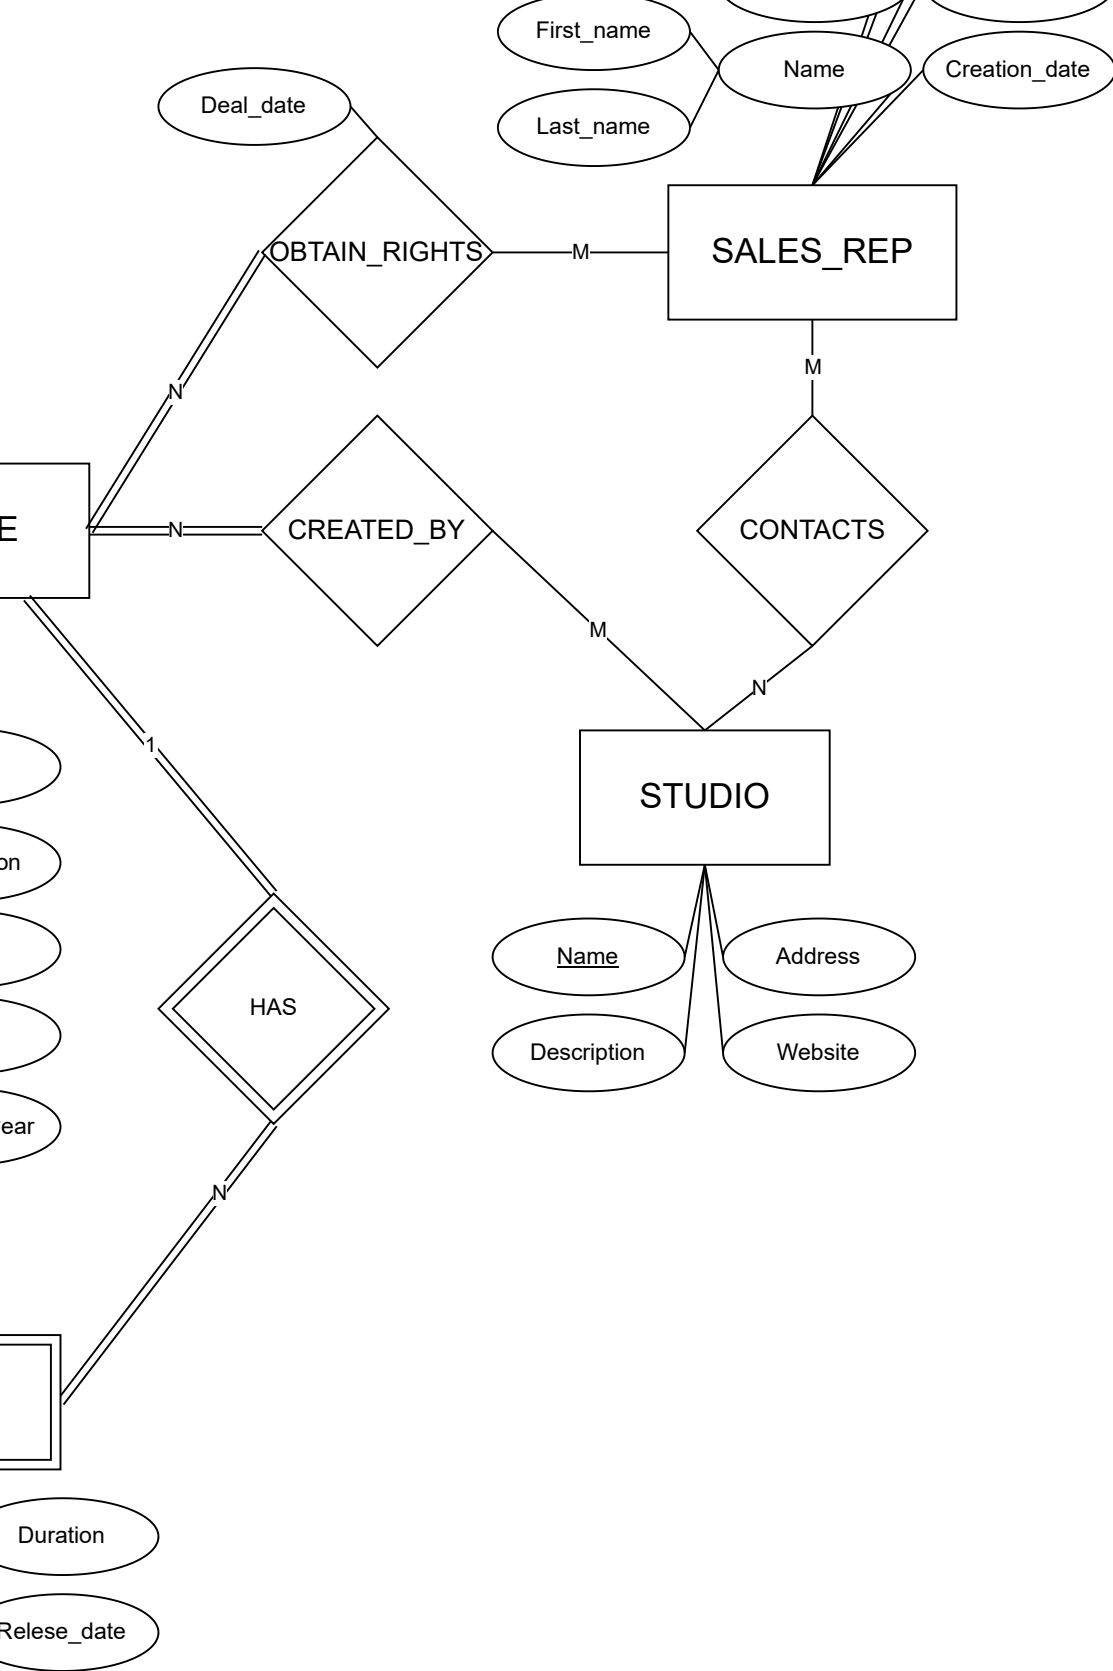 First_name
Name
Creation_date
Deal_date
Last_name
OBTAIN_RIGHTS
M
SALES_REP
M
N
E
N
CREATED_BY
CONTACTS
M
N
1
STUDIO
on
Name
Address
HAS
Description
Website
ear
N
Duration
Relese_date